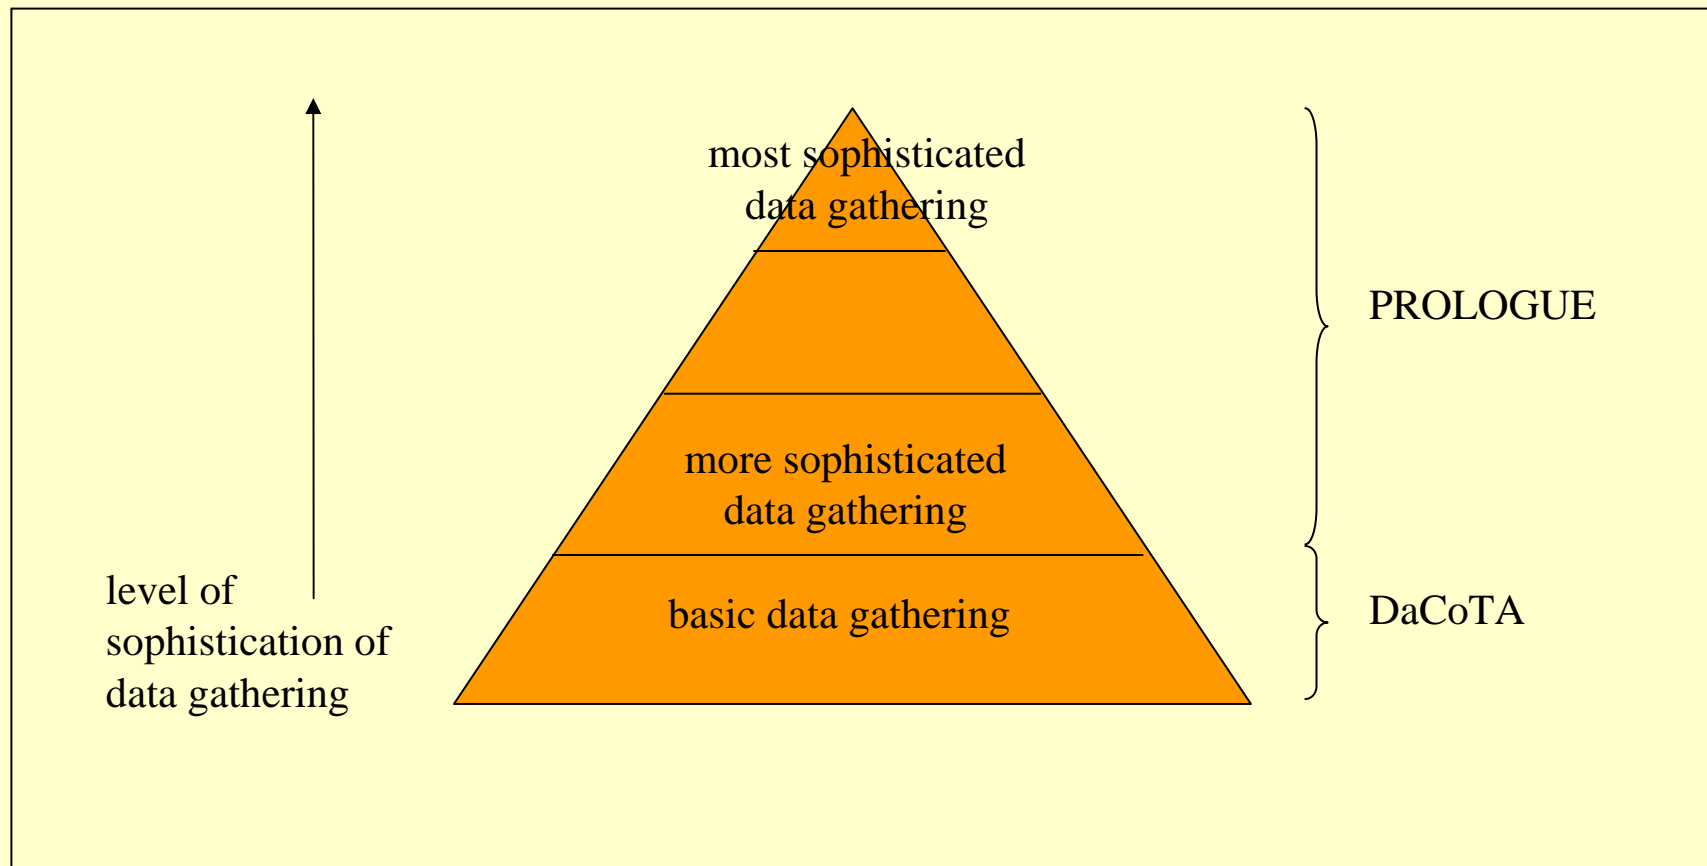 most sophisticated
data gathering
PROLOGUE
more sophisticated
data gathering
level of
sophistication of
data gathering
basic data gathering
DaCoTA